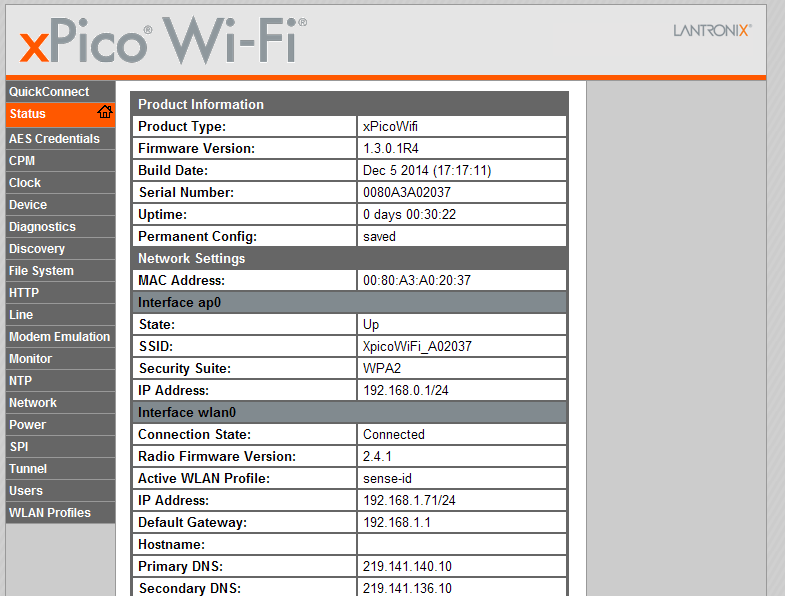 xPico® Wi-Fi®
LANTRONIX®
QuickConnect
Status
AES Credentials
CPM
Clock
Device
Diagnostics
Discovery
File System
HTTP
Line
Modem Emulation
Monitor
NTP
Network
Power
SPI
Tunnel
Users
WLAN Profiles
Product Information
Product Type: xPicoWifi
Firmware Version: 1.3.0.1R4
Build Date: Dec 5 2014 (17:17:11)
Serial Number: 0080A3A02037
Uptime: 0 days 00:30:22
Permanent Config: saved
Network Settings
MAC Address: 00:80:A3:A0:20:37
Interface ap0
State: Up
SSID: XpicoWiFi_A02037
Security Suite: WPA2
IP Address: 192.168.0.1/24
Interface wlan0
Connection State: Connected
Radio Firmware Version: 2.4.1
Active WLAN Profile: sense-id
IP Address: 192.168.1.71/24
Default Gateway: 192.168.1.1
Hostname:
Primary DNS: 219.141.140.10
Secondary DNS: 219.141.136.10